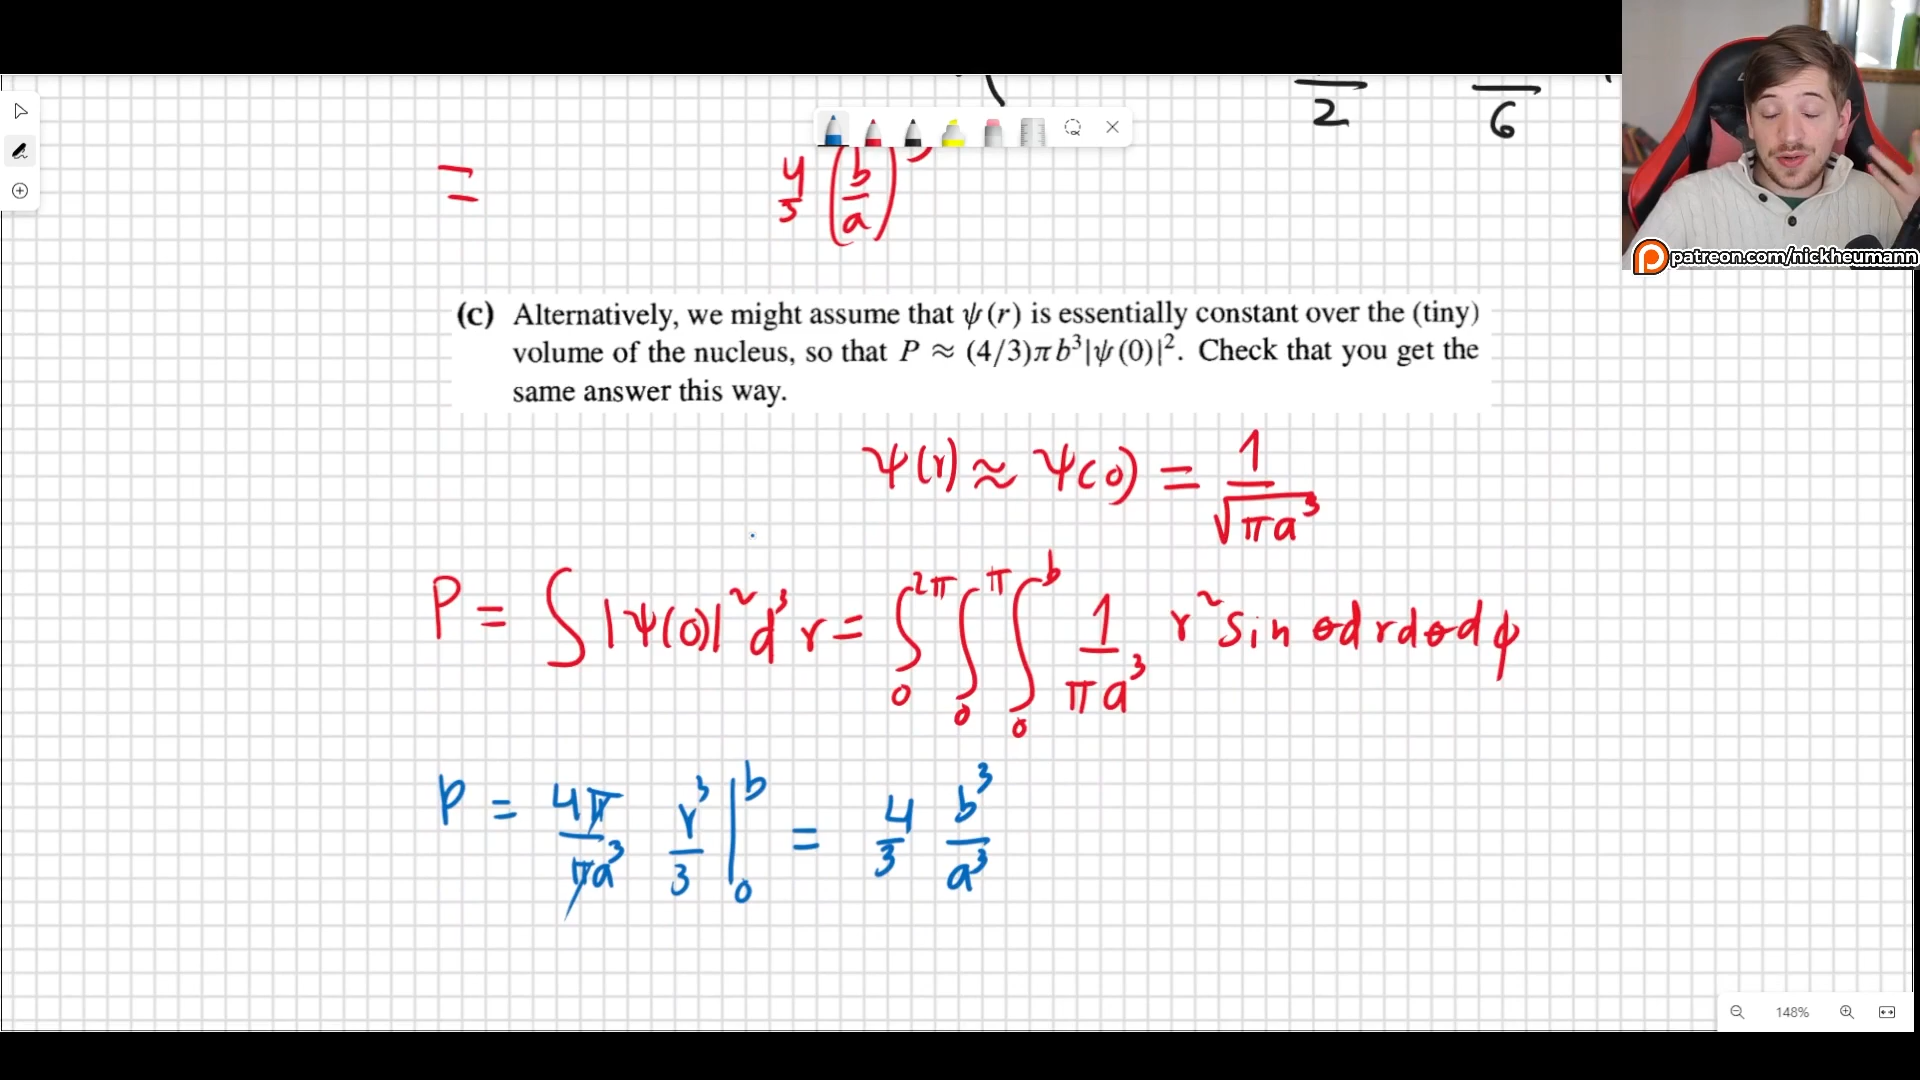 2 6
= 4/3 (b/a)^3
patreon.com/nickheumann
(c) Alternatively, we might assume that ψ(r) is essentially constant over the (tiny)
volume of the nucleus, so that P ≈ (4/3)πb³|ψ(0)|². Check that you get the
same answer this way.
ψ(r) ≈ ψ(0) = 1/√(πa³)
P = ∫ |ψ(0)|² d³r = ∫₀^{2π} ∫₀^{π} ∫₀^{b} 1/(πa³) r² sin θ dr dθ dϕ
P = 4π/(πa³) r³/3 |₀^b = 4/3 b³/a³
148%